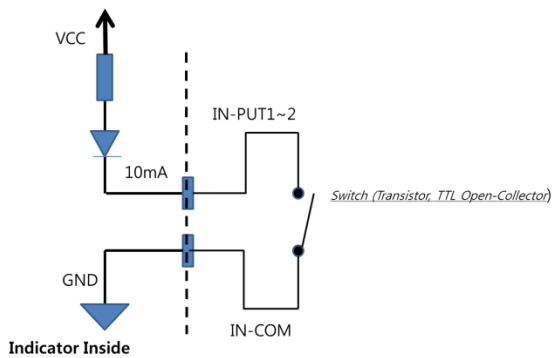 VCC
IN-PUT1~2
10mA
Switch (Transistor, TTL Open-Collector)
GND
IN-COM
Indicator Inside